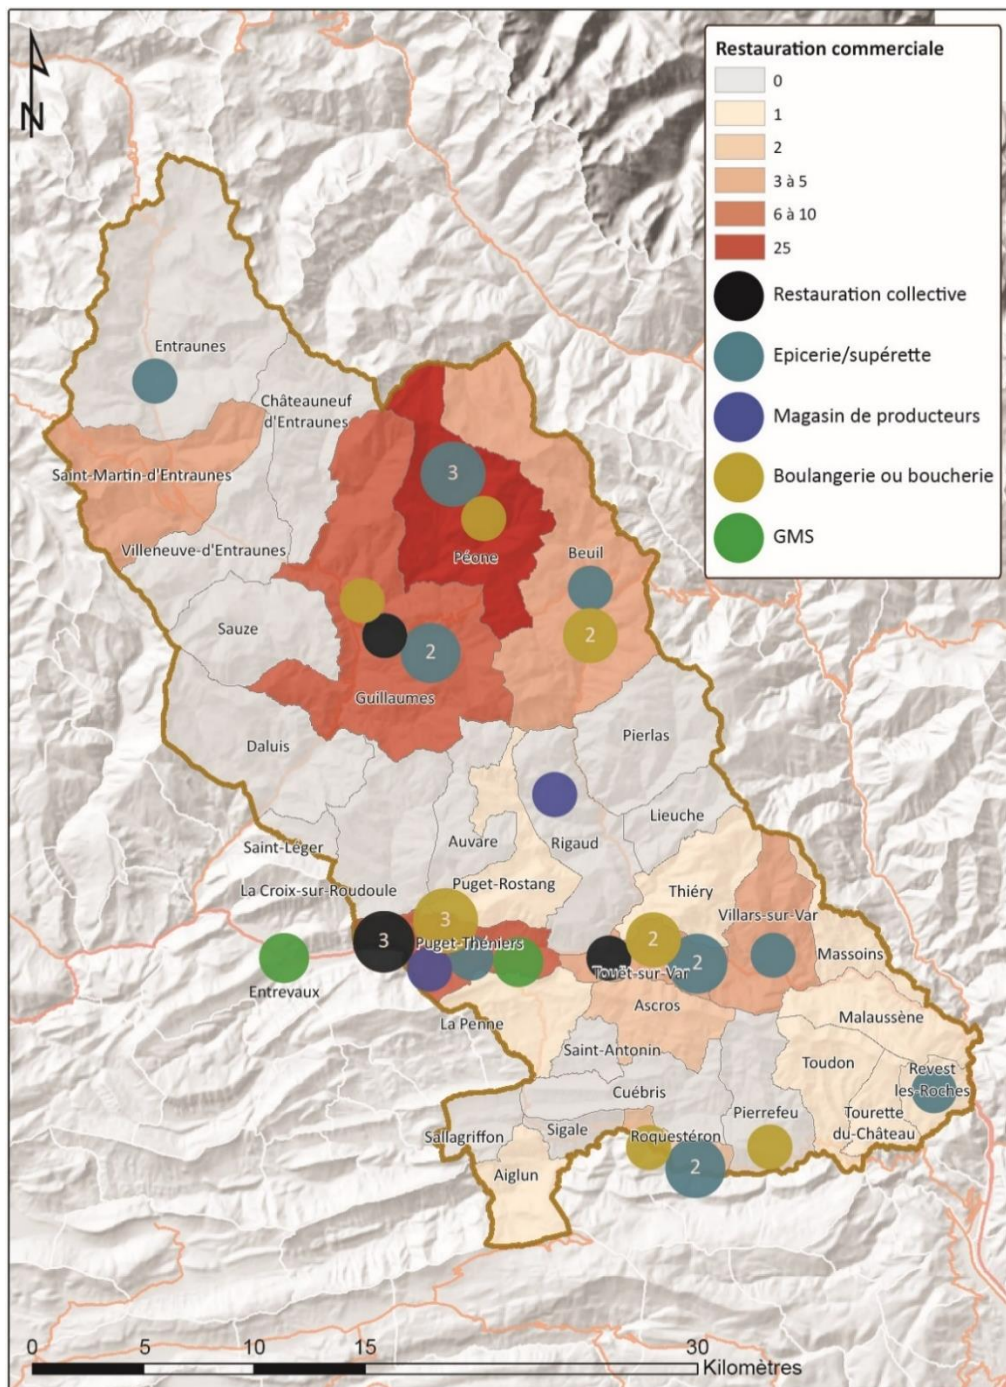 N
Restauration commerciale
0
1
2
3 à 5
6 à 10
25
Restauration collective
Epicerie/supérette
Magasin de producteurs
Boulangerie ou boucherie
GMS
Entraunes
Châteauneuf
d'Entraunes
Saint-Martin-d'Entraunes
3
Villeneuve-d'Entraunes
Péone
Beuil
Sauze
2
2
Guillaumes
Daluis
Pierlas
Lieuche
Saint-Léger
Auvare
Rigaud
La Croix-sur-Roudoule
Puget-Rostang
Thiéry
Villars-sur-Var
3
3
Puget-Théniers
2
2
Touët-sur-Var
Massoins
Entrevaux
La Penne
Ascros
Malaussène
Saint-Antonin
Toudon
Revest
les-Roches
Cuébris
Pierrefeu
Tourette
du-Château
Sallagriffon
Sigale
Roquestéron
2
Aiglun
0
5
10
15
30
Kilomètres